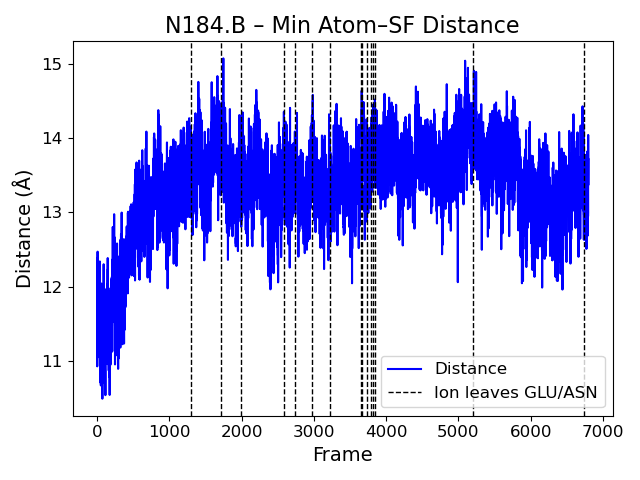 N184.B – Min Atom–SF Distance
Distance (Å)
15
14
13
12
11
Distance
Ion leaves GLU/ASN
0 1000 2000 3000 4000 5000 6000 7000
Frame